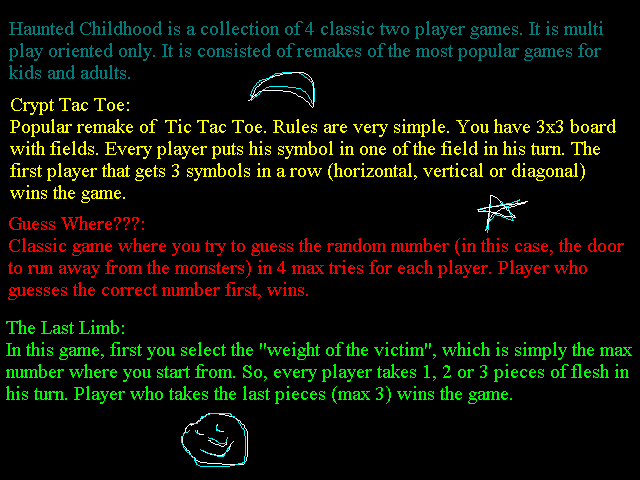 Haunted Childhood is a collection of 4 classic two player games. It is multi
play oriented only. It is consisted of remakes of the most popular games for
kids and adults.
Crypt Tac Toe:
Popular remake of Tic Tac Toe. Rules are very simple. You have 3x3 board
with fields. Every player puts his symbol in one of the field in his turn. The
first player that gets 3 symbols in a row (horizontal, vertical or diagonal)
wins the game.
Guess Where???:
Classic game where you try to guess the random number (in this case, the door
to run away from the monsters) in 4 max tries for each player. Player who
guesses the correct number first, wins.
The Last Limb:
In this game, first you select the "weight of the victim", which is simply the max
number where you start from. So, every player takes 1, 2 or 3 pieces of flesh in
his turn. Player who takes the last pieces (max 3) wins the game.